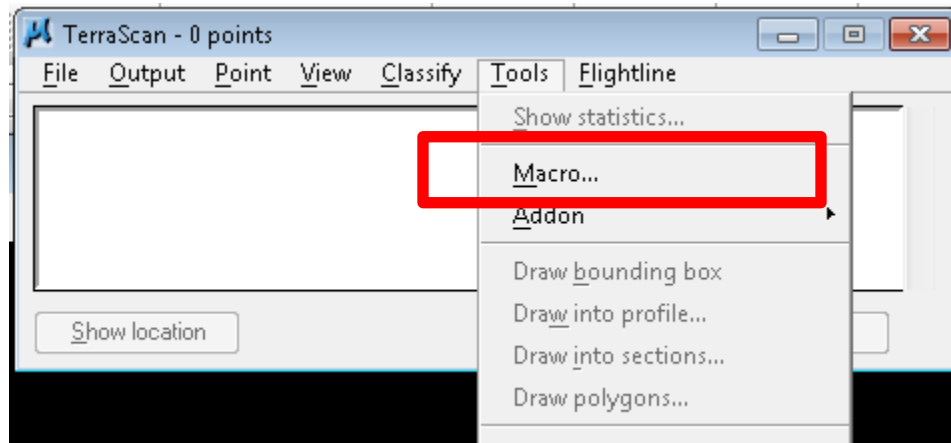 TerraScan - 0 points
File Output Point View Classify Tools Flightline
Show statistics...
Macro...
Addon
Draw bounding box
Draw into profile...
Show location
Draw into sections...
Draw polygons...